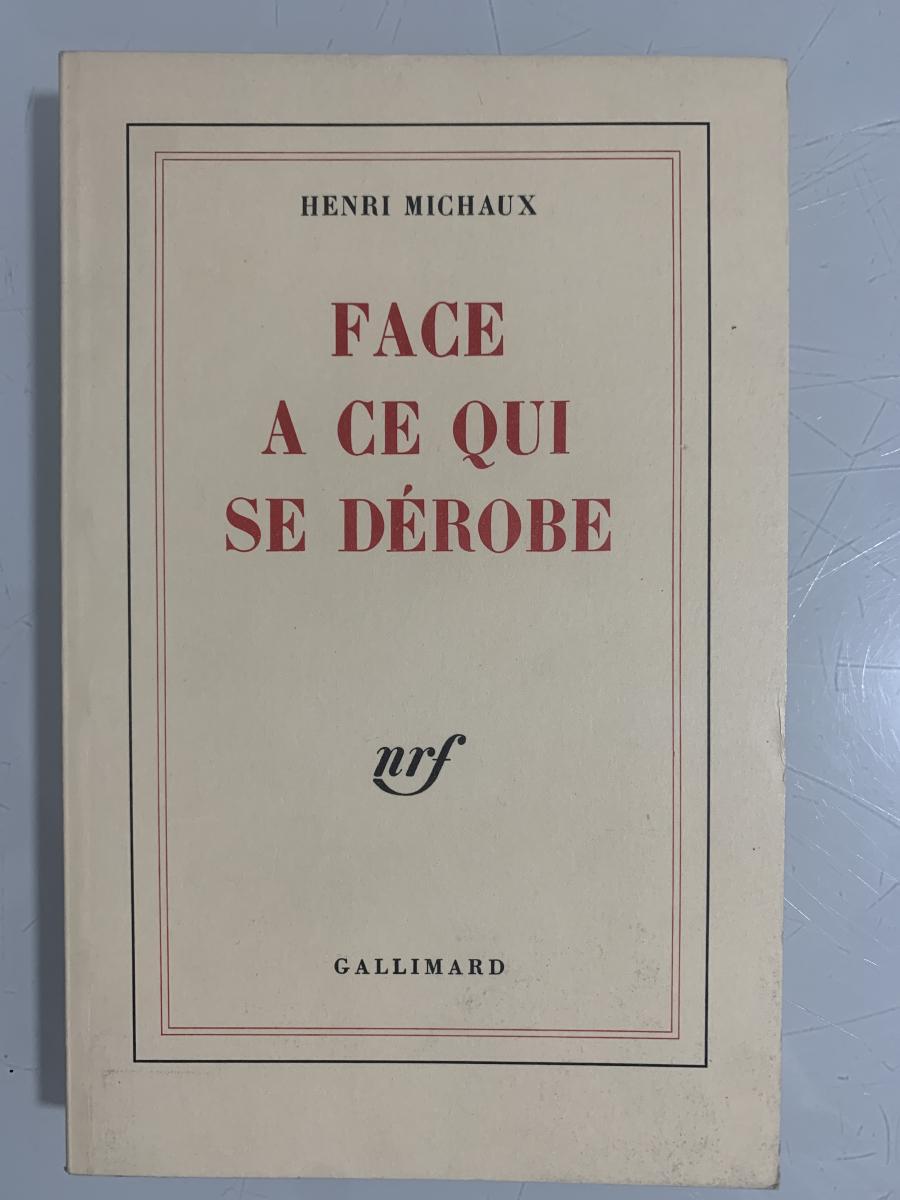 HENRI MICHAUX
FACE
A CE QUI
SE DÉROBE
nrf
GALLIMARD